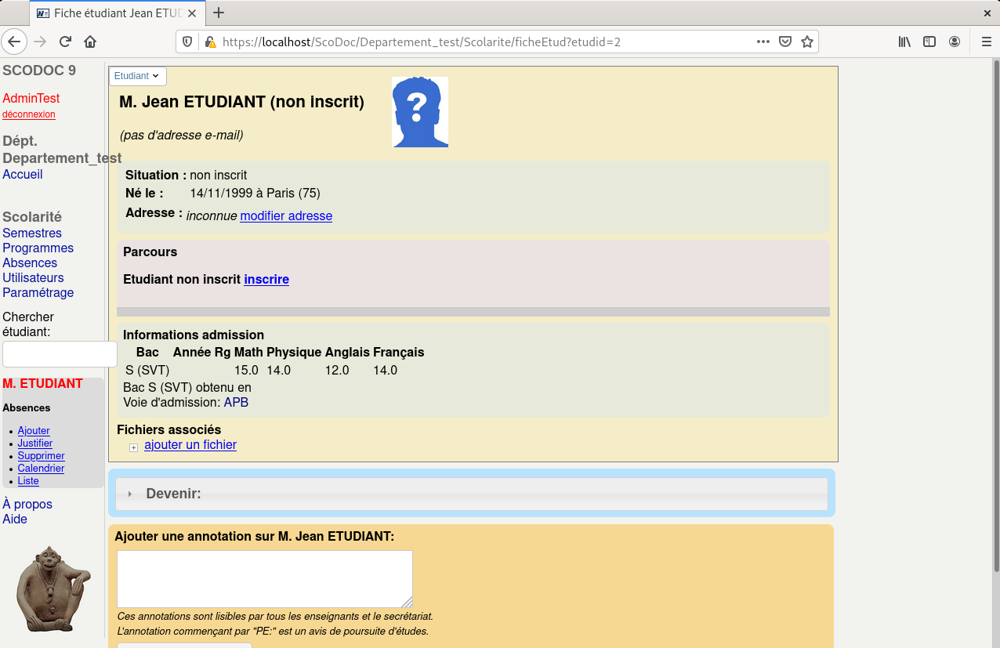 Fiche étudiant Jean ETUD
https://localhost/ScoDoc/Departement_test/Scolarite/ficheEtud?etudid=2
SCODOC 9
AdminTest
déconnexion
Dépt.
Departement_test
Accueil
Scolarité
Semestres
Programmes
Absences
Utilisateurs
Paramétrage
Chercher
étudiant:
M. ETUDIANT
Absences
Ajouter
Justifier
Supprimer
Calendrier
Liste
À propos
Aide
Etudiant
M. Jean ETUDIANT (non inscrit)
(pas d'adresse e-mail)
Situation : non inscrit
Né le : 14/11/1999 à Paris (75)
Adresse : inconnue modifier adresse
Parcours
Etudiant non inscrit inscrire
Informations admission
Bac Année Rg Math Physique Anglais Français
S (SVT) 15.0 14.0 12.0 14.0
Bac S (SVT) obtenu en
Voie d'admission: APB
Fichiers associés
ajouter un fichier
Devenir:
Ajouter une annotation sur M. Jean ETUDIANT:
Ces annotations sont lisibles par tous les enseignants et le secrétariat.
L'annotation commençant par "PE:" est un avis de poursuite d'études.